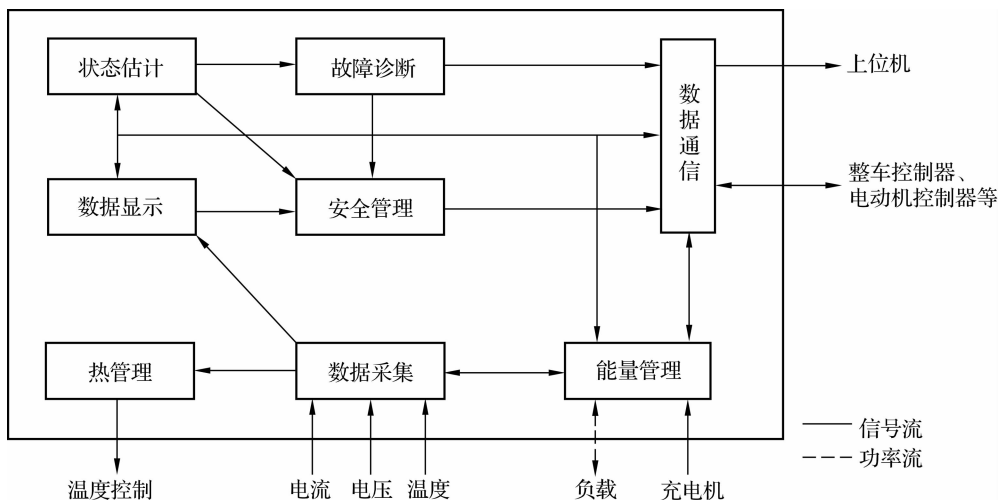 状态估计
故障诊断
数据通信
上位机
整车控制器、
电动机控制器等
数据显示
安全管理
热管理
数据采集
能量管理
信号流
功率流
温度控制
电流
电压
温度
负载
充电机